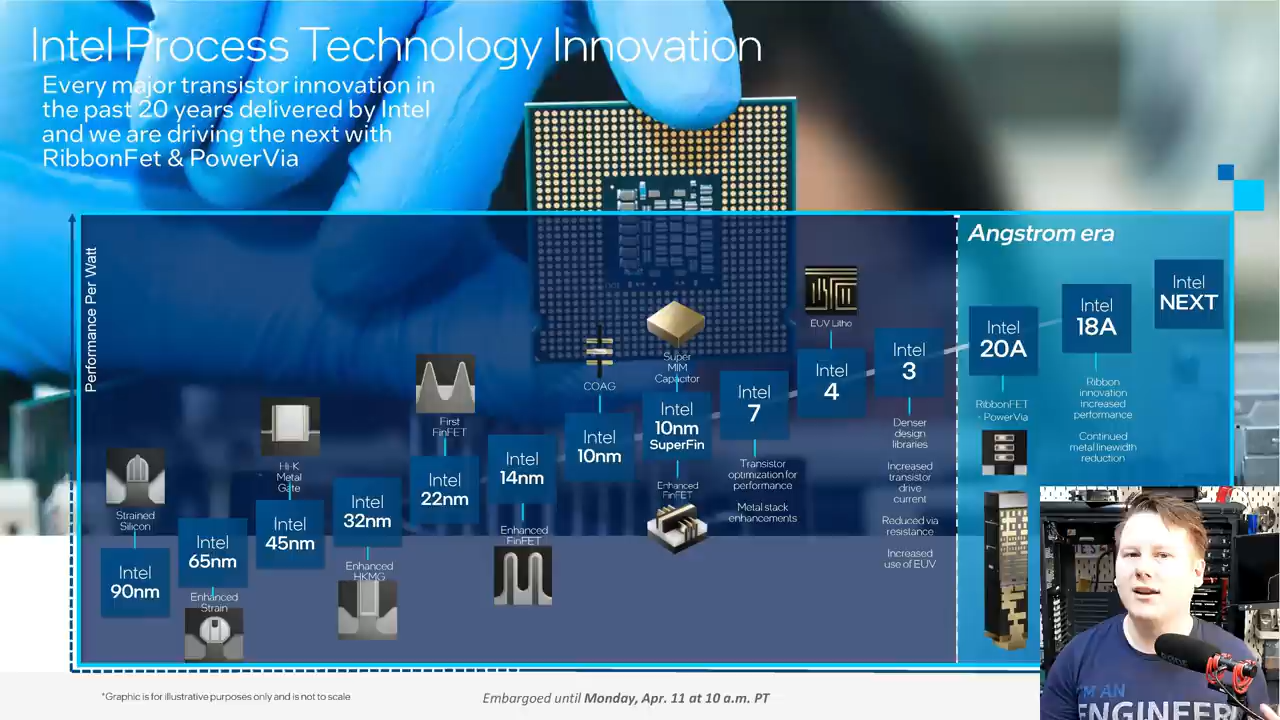 Intel Process Technology Innovation
Every major transistor innovation in
the past 20 years delivered by Intel
and we are driving the next with
RibbonFet & PowerVia
Performance Per Watt
Angstrom era
Strained
Silicon
Intel
90nm
Intel
65nm
Enhanced
Strain
Hi-K
Metal
Gate
Intel
45nm
Intel
32nm
Enhanced
HKMG
First
FinFET
Intel
22nm
Intel
14nm
Enhanced
FinFET
COAG
Intel
10nm
Super
MIM
Capacitor
Intel
10nm
SuperFin
Enhanced
FinFET
Intel
7
Transistor
optimization for
performance
Metal stack
enhancements
EUV Litho
Intel
4
Intel
3
Denser
design
libraries
Increased
transistor
drive
current
Reduced via
resistance
Increased
use of EUV
Intel
20A
RibbonFET
- PowerVia
Intel
18A
Ribbon
innovation
increased
performance
Continued
metal linewidth
reduction
Intel
NEXT
I'M AN
ENGINEER
*Graphic is for illustrative purposes only and is not to scale
Embargoed until Monday, Apr. 11 at 10 a.m. PT